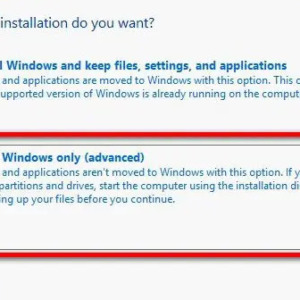 installation do you want?
Windows and keep files, settings, and applications
and applications are moved to Windows with this option. This o
supported version of Windows is already running on the compute
Windows only (advanced)
and applications aren't moved to Windows with this option. If y
partitions and drives, start the computer using the installation di
ing up your files before you continue.